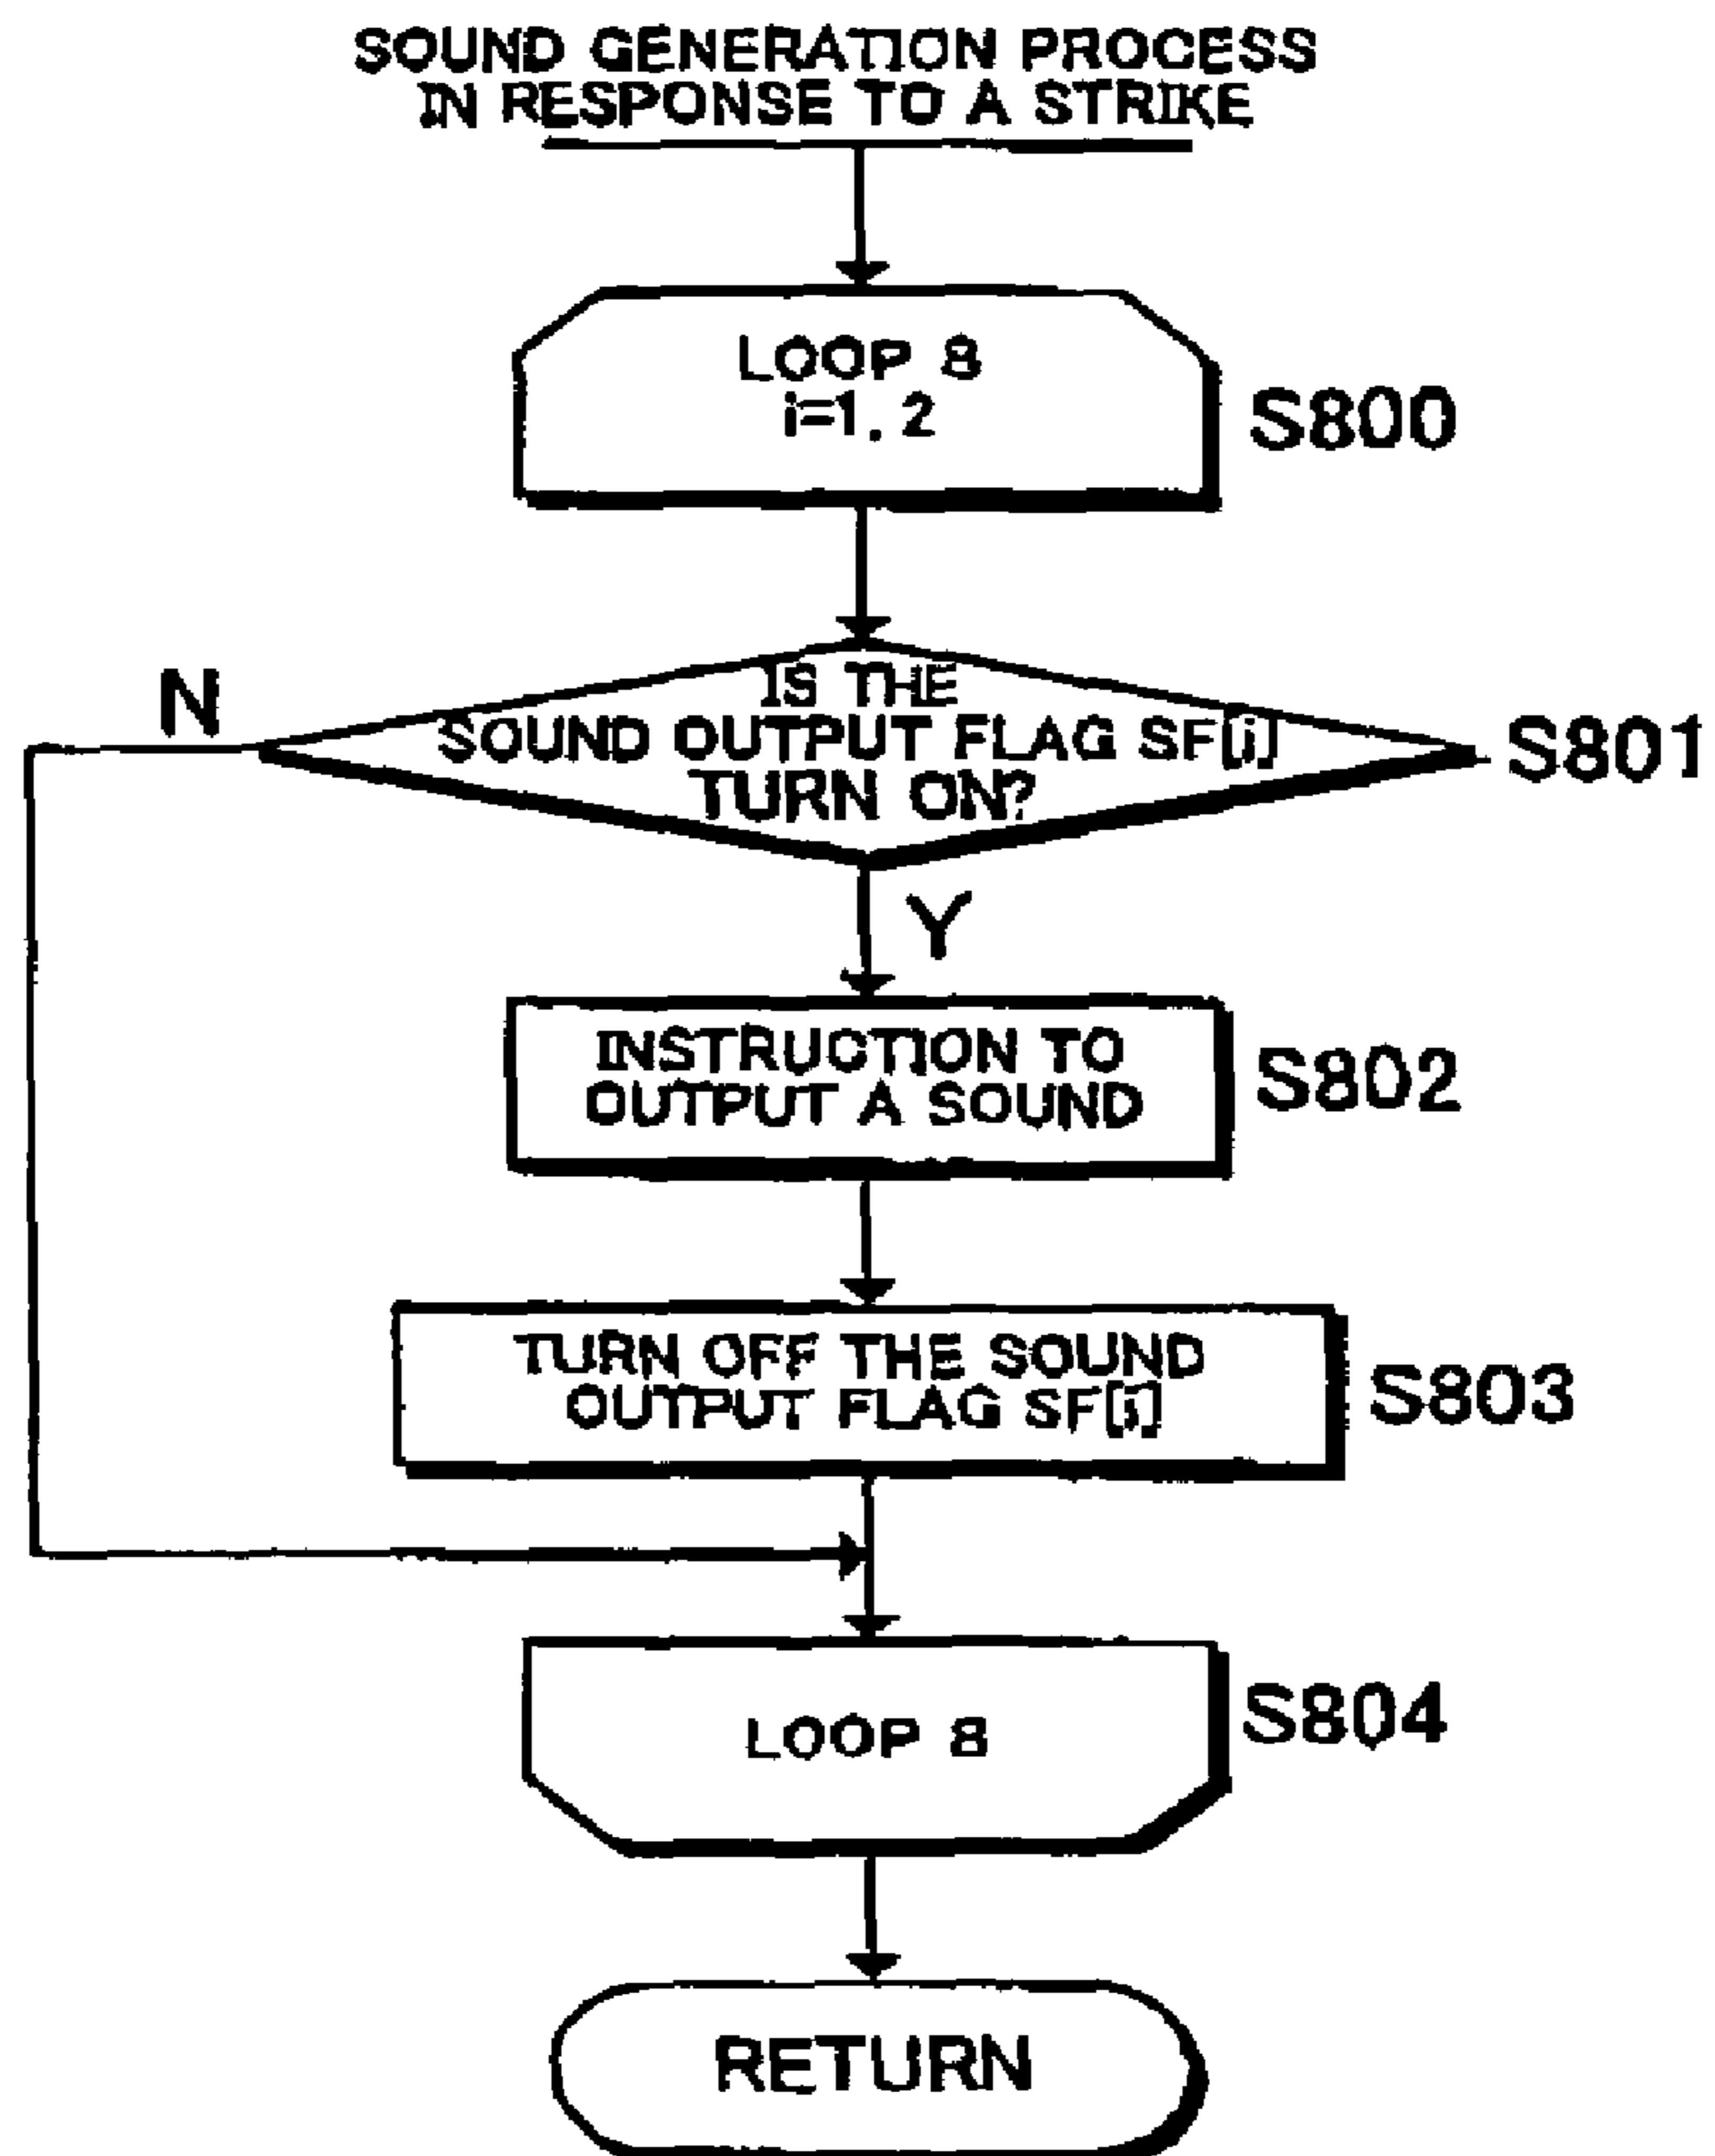 SOUND GENERATION PROCESS
IN RESPONSE TO A STRIKE
LOOP 8
i=1, 2
S800
IS THE
SOUND OUTPUT FLAG SF[i]
TURN ON?
S801
N
Y
INSTRUCTION TO
OUTPUT A SOUND
S802
TURN OFF THE SOUND
OUTPUT FLAG SF[i]
S803
LOOP 8
S804
RETURN